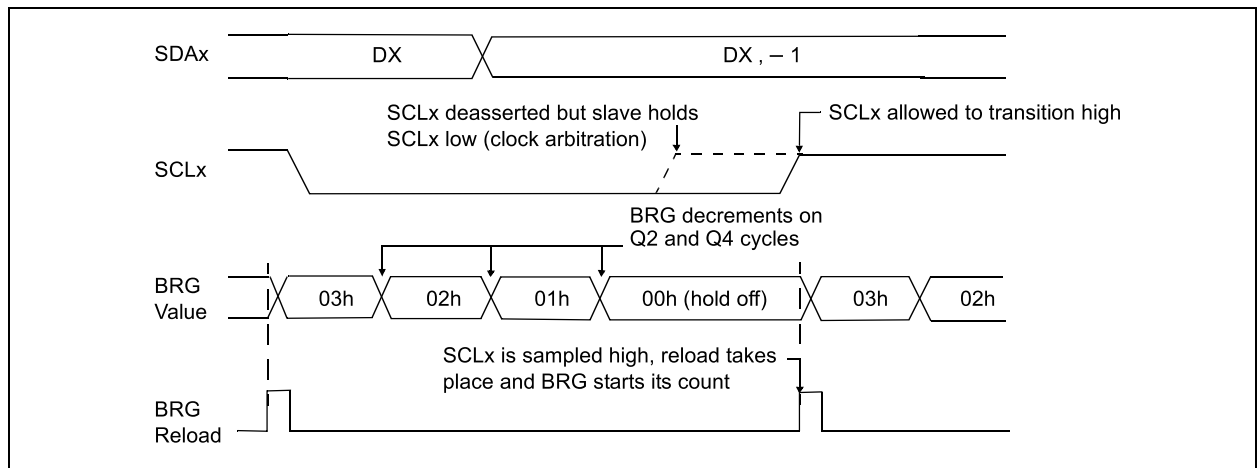 SDAx
DX
DX , – 1
SCLx deasserted but slave holds
SCLx low (clock arbitration)
SCLx allowed to transition high
SCLx
BRG decrements on
Q2 and Q4 cycles
BRG
Value
03h
02h
01h
00h (hold off)
03h
02h
SCLx is sampled high, reload takes
place and BRG starts its count
BRG
Reload